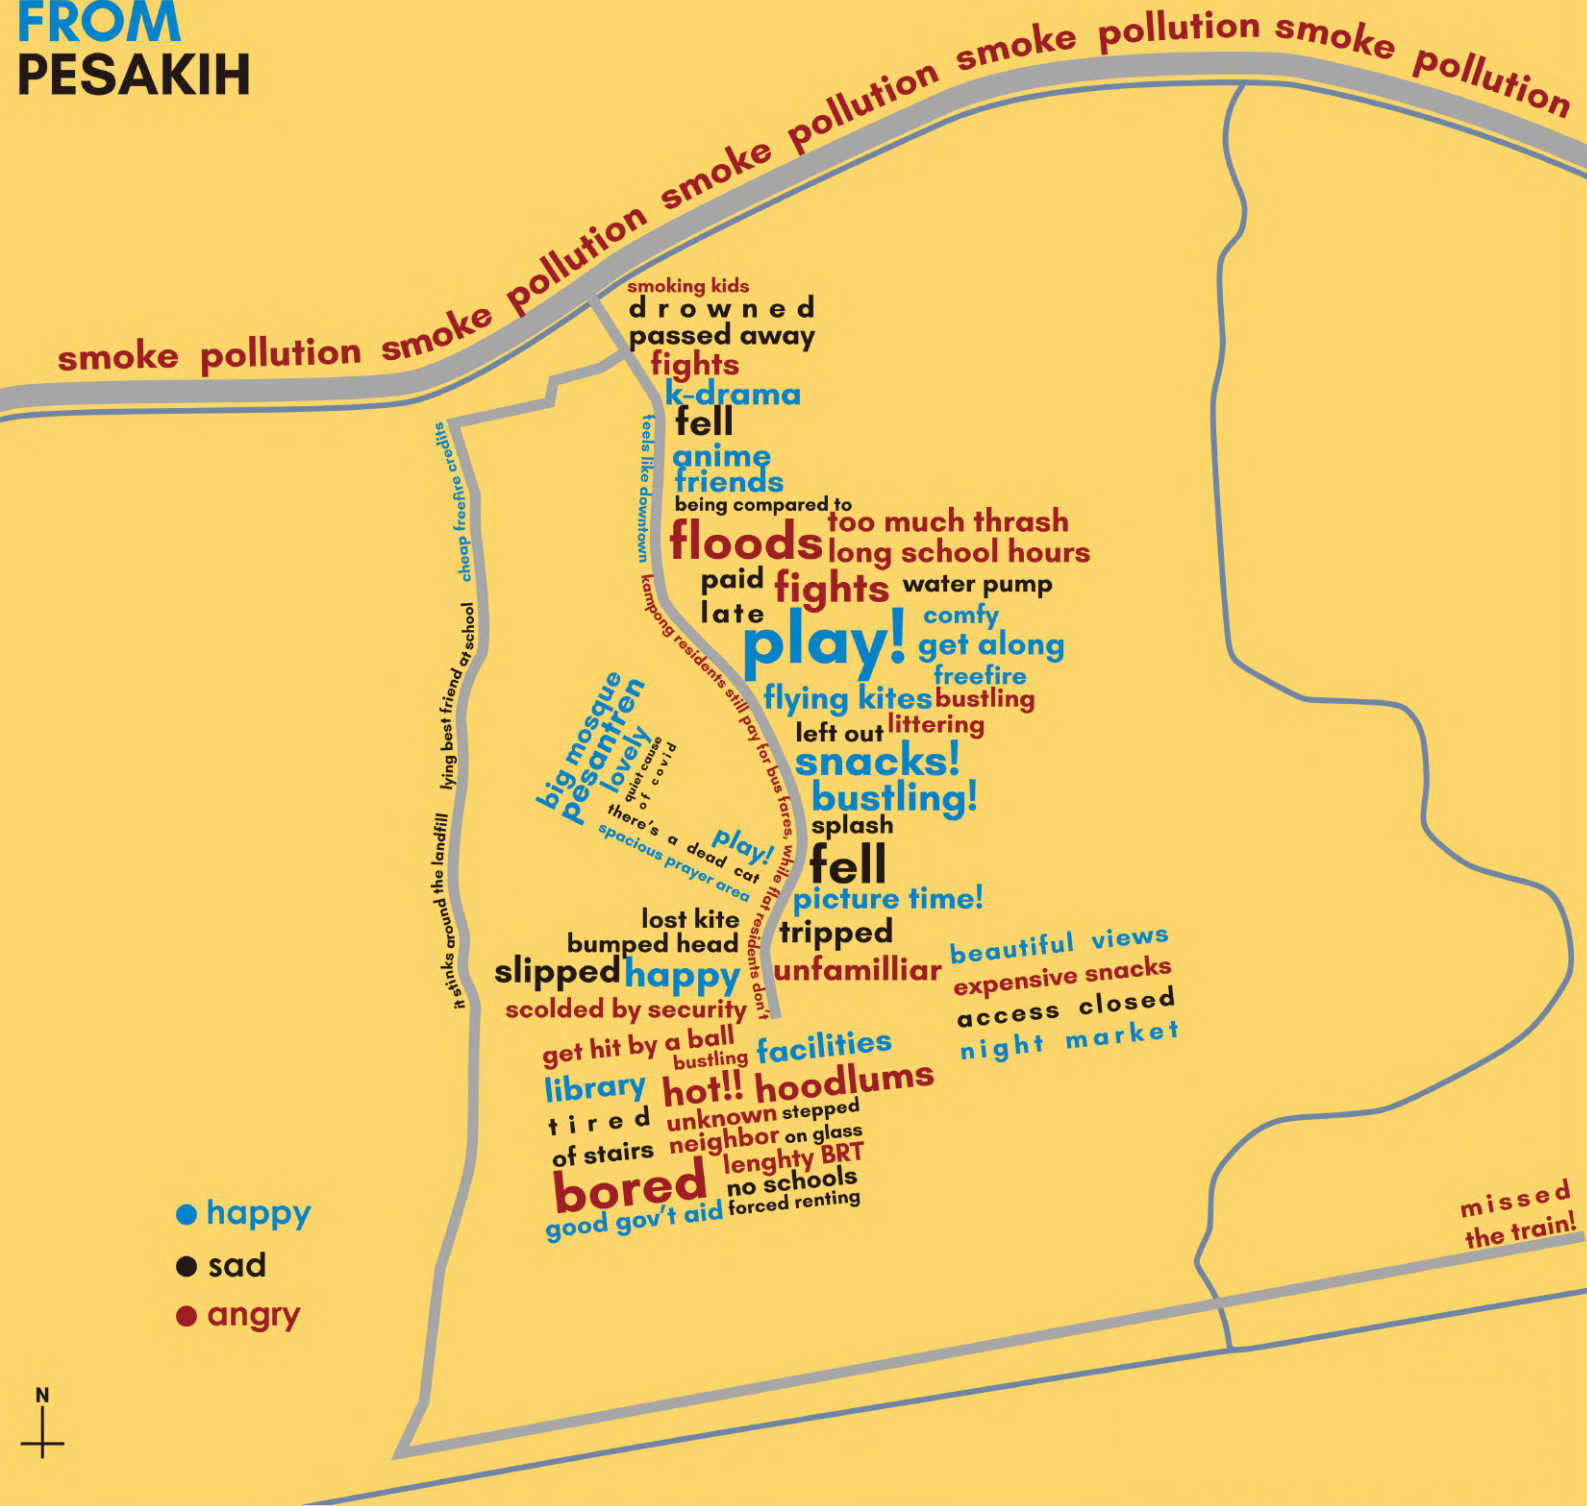 FROM
PESAKIH
smoke pollution smoke pollution smoke pollution smoke pollution smoke pollution
smoking kids
drowned
passed away
fights
k-drama
fell
anime
friends
being compared to
floods
too much thrash
long school hours
paid
late
fights
water pump
play!
comfy
get along
freefire
flying kites
bustling
left out
littering
snacks!
bustling!
splash
fell
picture time!
tripped
unfamilliar
beautiful views
expensive snacks
access closed
night market
feels like downtown
kampong residents still pay for bus fares, while flat residents don't
cheap freefire credits
lying best friend at school
it stinks around the landfill
big mosque
pesantren
lovely
quiet cause
of covid
there's a dead cat
spacious prayer area
play!
lost kite
bumped head
slipped
happy
scolded by security
get hit by a ball
bustling
facilities
library
hot!!
hoodlums
tired
of stairs
unknown
neighbor
stepped
on glass
bored
lenghty BRT
no schools
good gov't aid
forced renting
happy
sad
angry
missed
the train!
N